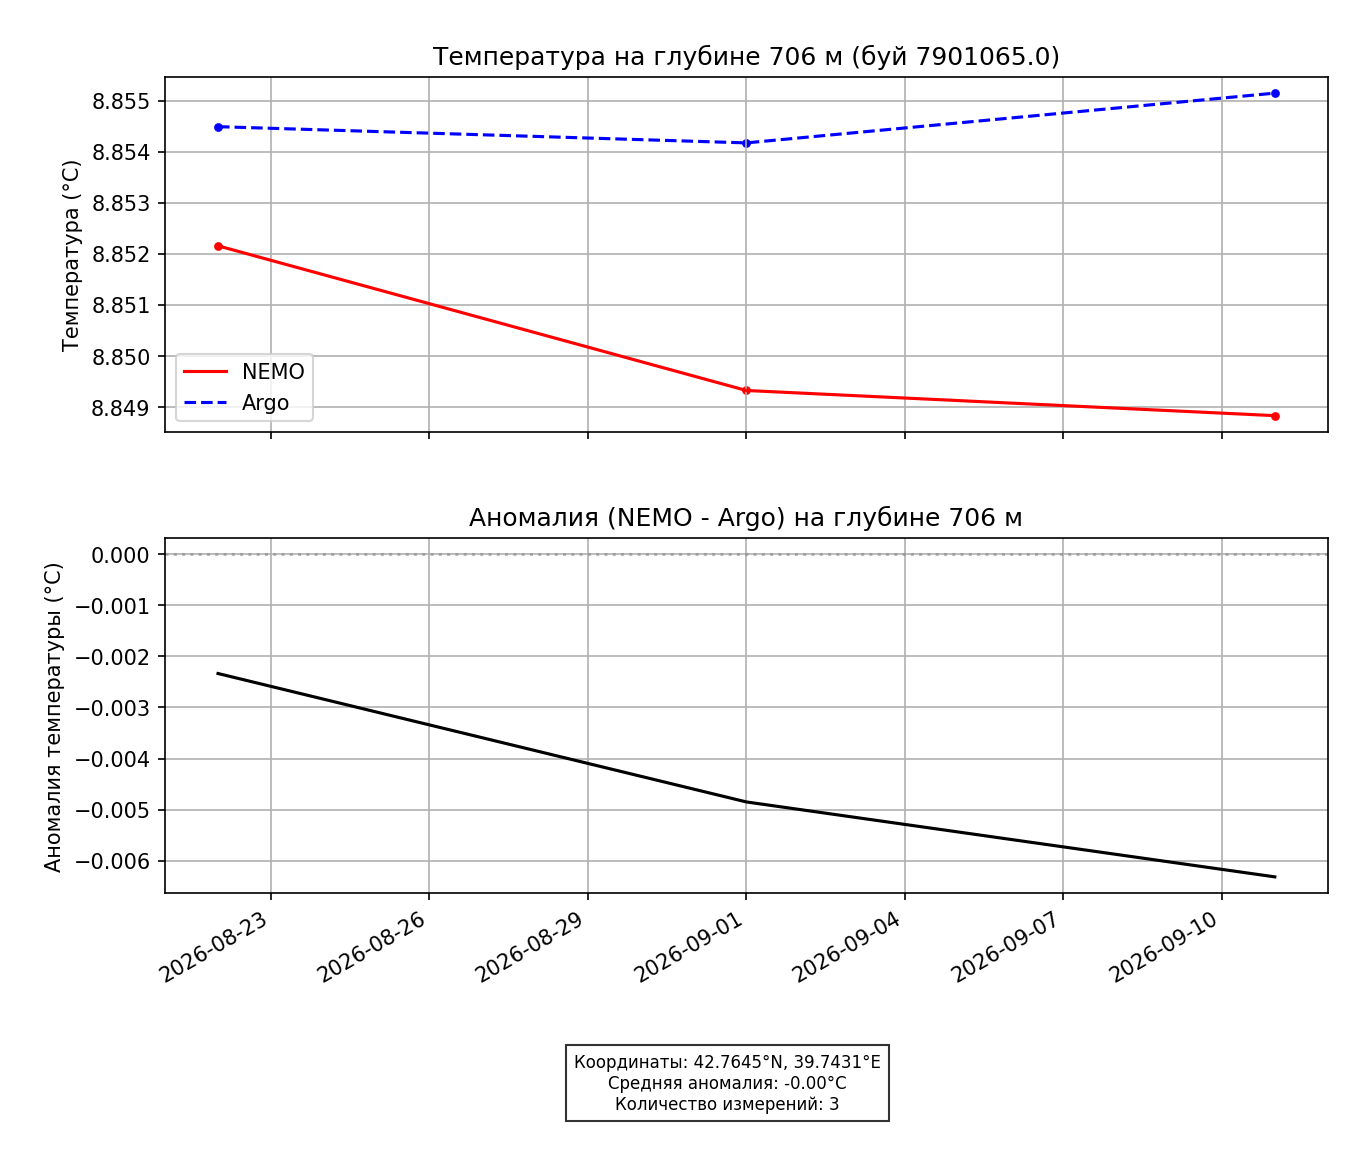 Температура на глубине 706 м (буй 7901065.0)
Температура (°C)
8.855
8.854
8.853
8.852
8.851
8.850
8.849
NEMO
Argo
Аномалия (NEMO - Argo) на глубине 706 м
Аномалия температуры (°C)
0.000
−0.001
−0.002
−0.003
−0.004
−0.005
−0.006
2026-08-23
2026-08-26
2026-08-29
2026-09-01
2026-09-04
2026-09-07
2026-09-10
Координаты: 42.7645°N, 39.7431°E
Средняя аномалия: -0.00°C
Количество измерений: 3